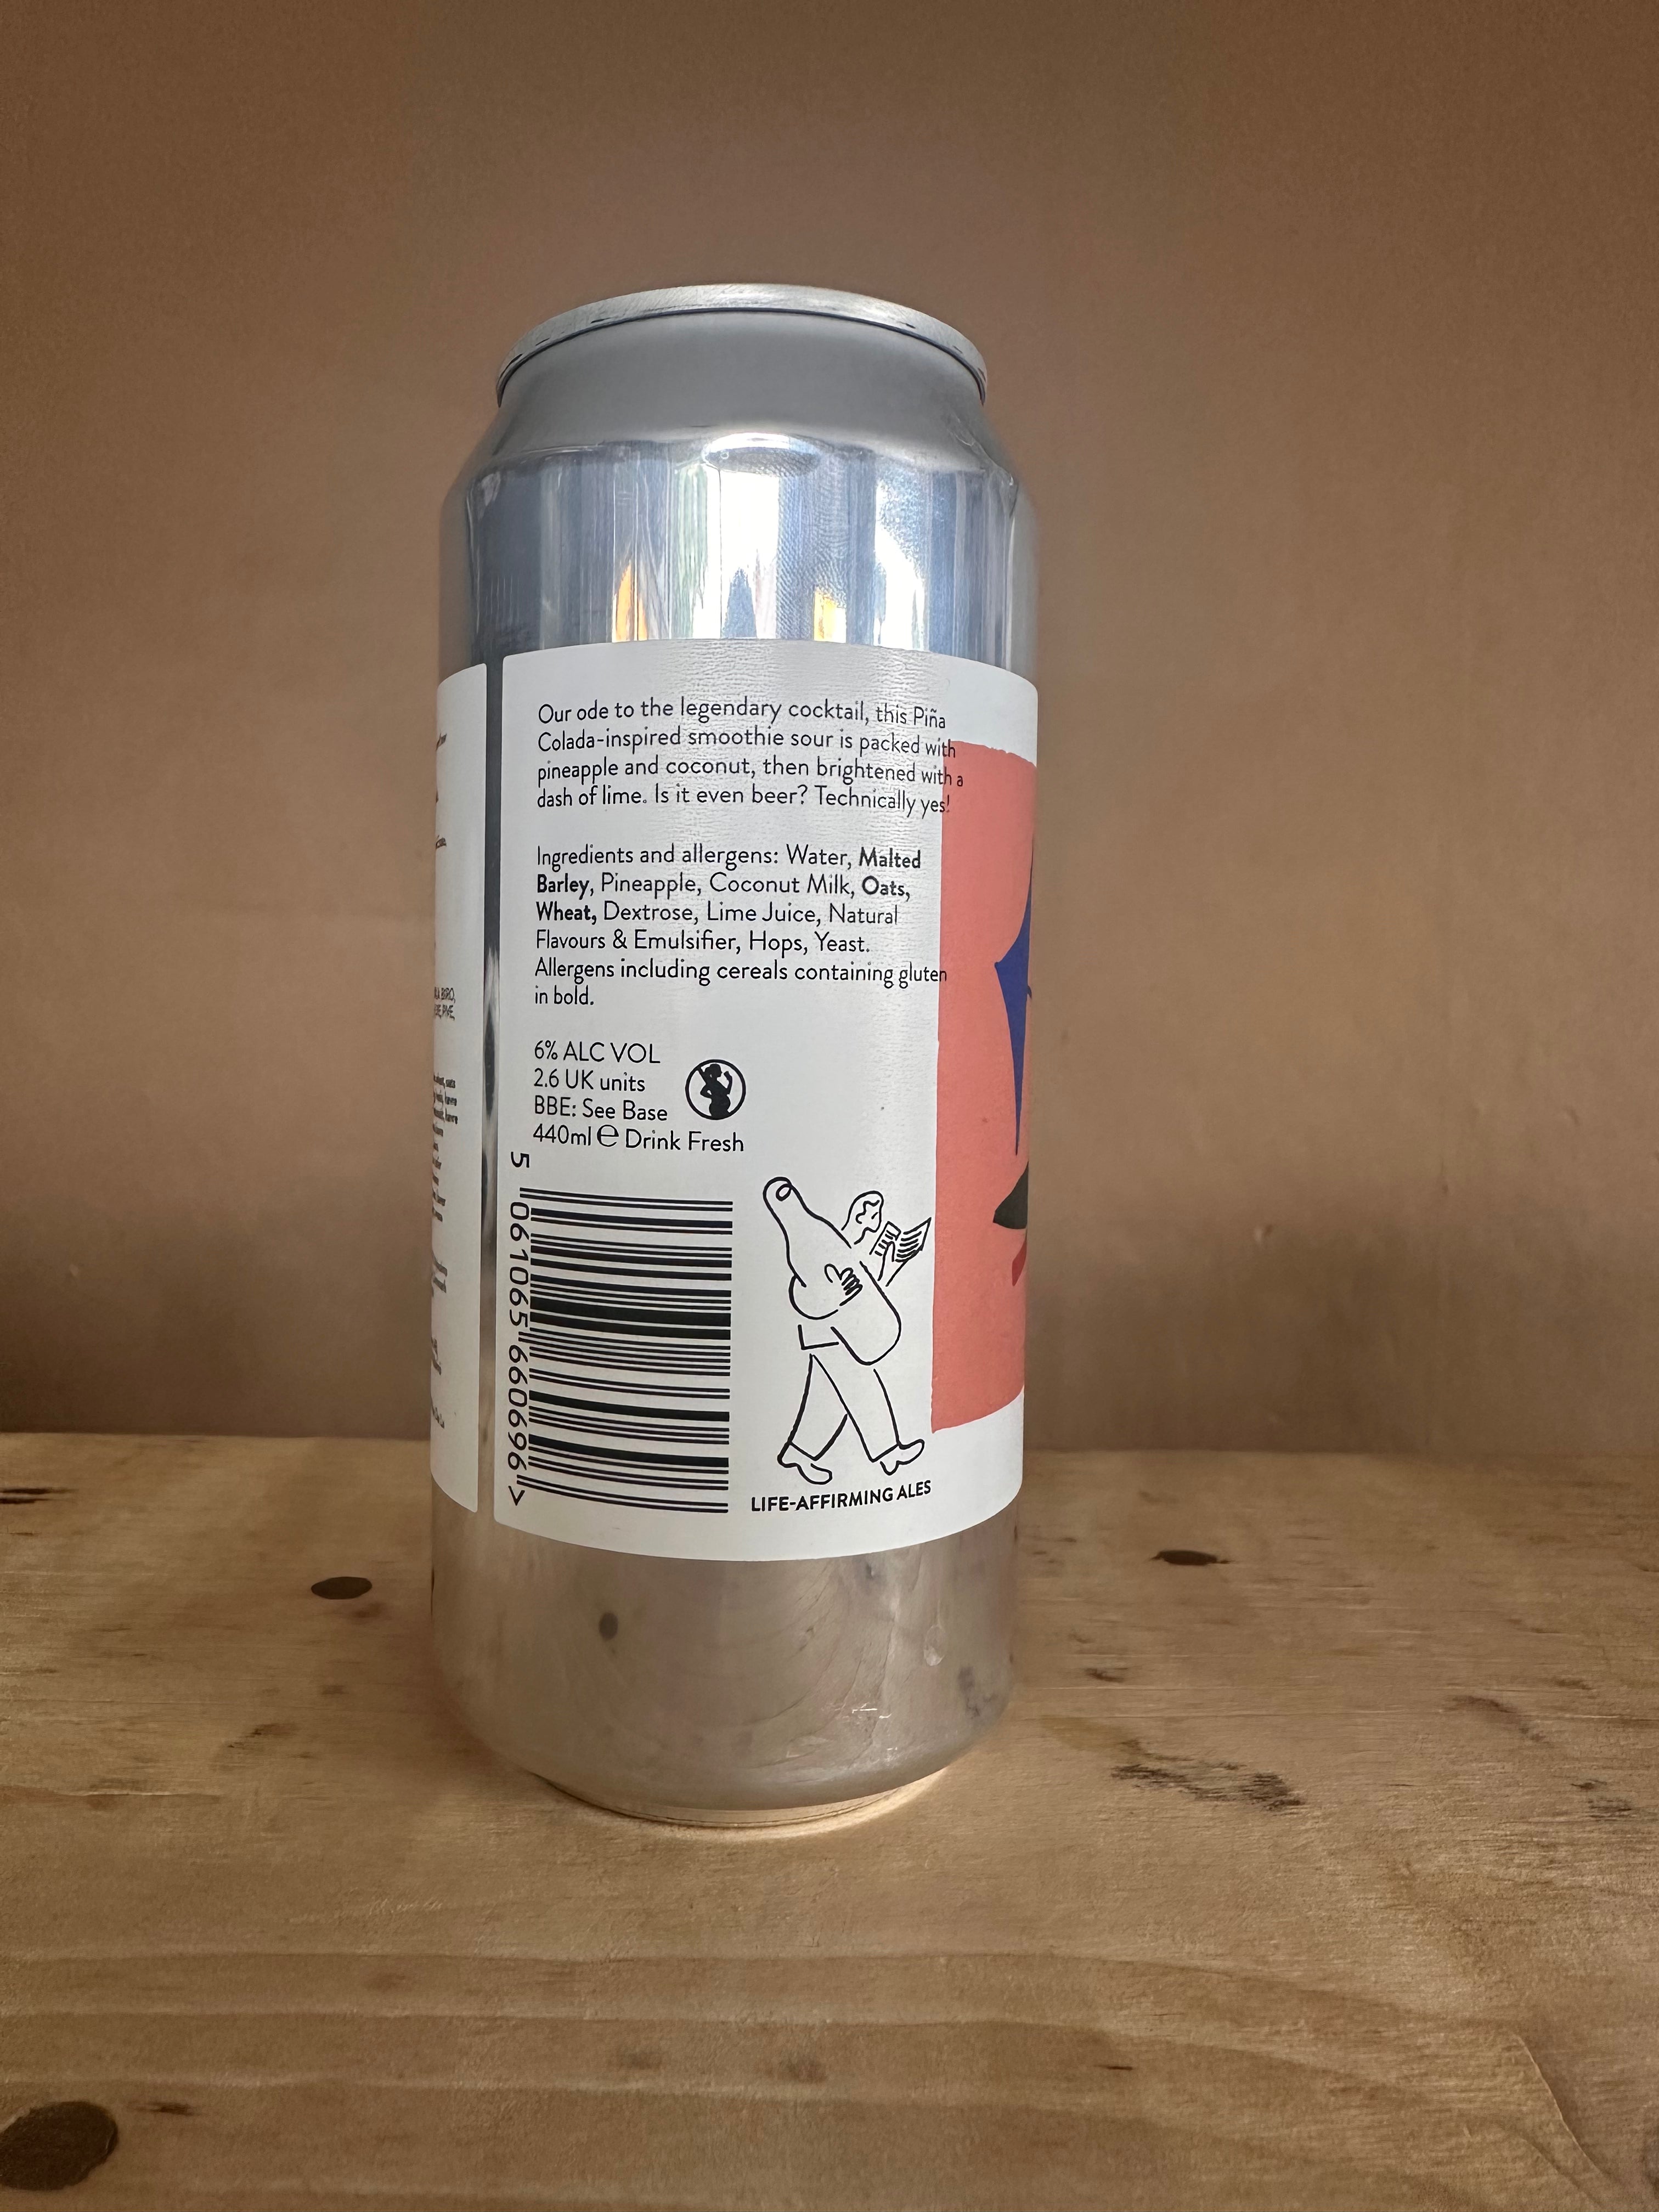 Our ode to the legendary cocktail, this Piña
Colada-inspired smoothie sour is packed with
pineapple and coconut, then brightened with a
dash of lime. Is it even beer? Technically yes!
Ingredients and allergens: Water, Malted
Barley, Pineapple, Coconut Milk, Oats,
Wheat, Dextrose, Lime Juice, Natural
Flavours & Emulsifier, Hops, Yeast.
Allergens including cereals containing gluten
in bold.
6% ALC VOL
2.6 UK units
BBE: See Base
440ml ℮ Drink Fresh
5 061065 660696 >
LIFE-AFFIRMING ALES